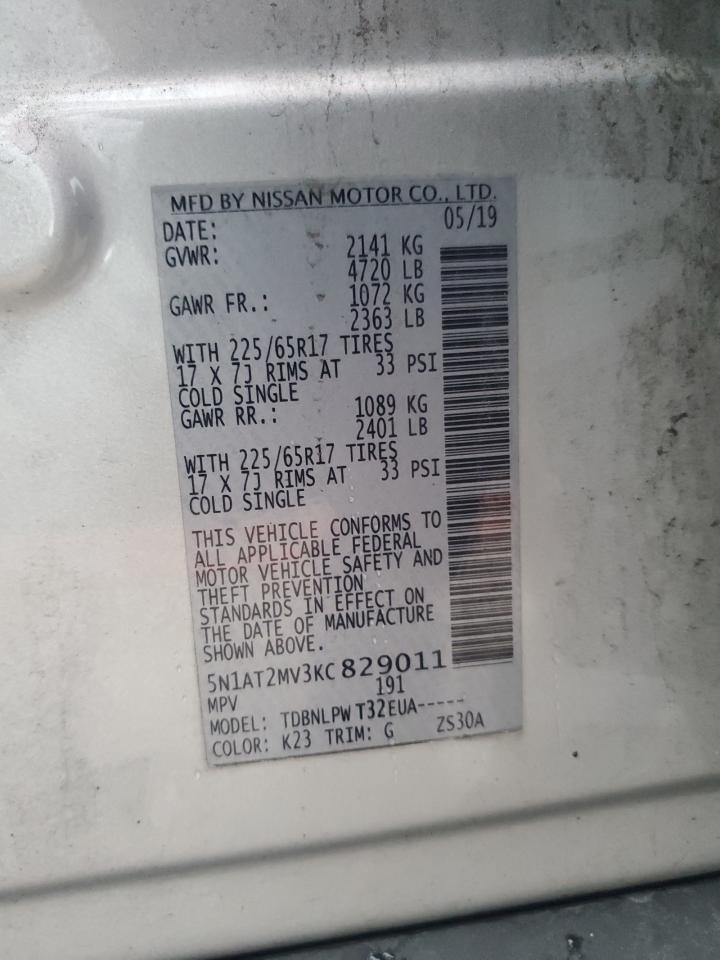 MFD BY NISSAN MOTOR CO., LTD.
DATE: 05/19
GVWR: 2141 KG
4720 LB
GAWR FR.: 1072 KG
2363 LB
WITH 225/65R17 TIRES
17 X 7J RIMS AT 33 PSI
COLD SINGLE
GAWR RR.: 1089 KG
2401 LB
WITH 225/65R17 TIRES
17 X 7J RIMS AT 33 PSI
COLD SINGLE
THIS VEHICLE CONFORMS TO
ALL APPLICABLE FEDERAL
MOTOR VEHICLE SAFETY AND
THEFT PREVENTION
STANDARDS IN EFFECT ON
THE DATE OF MANUFACTURE
SHOWN ABOVE.
5N1AT2MV3KC 829011
MPV 191
MODEL: TDBNLPW T32EUA-----
COLOR: K23 TRIM: G ZS30A